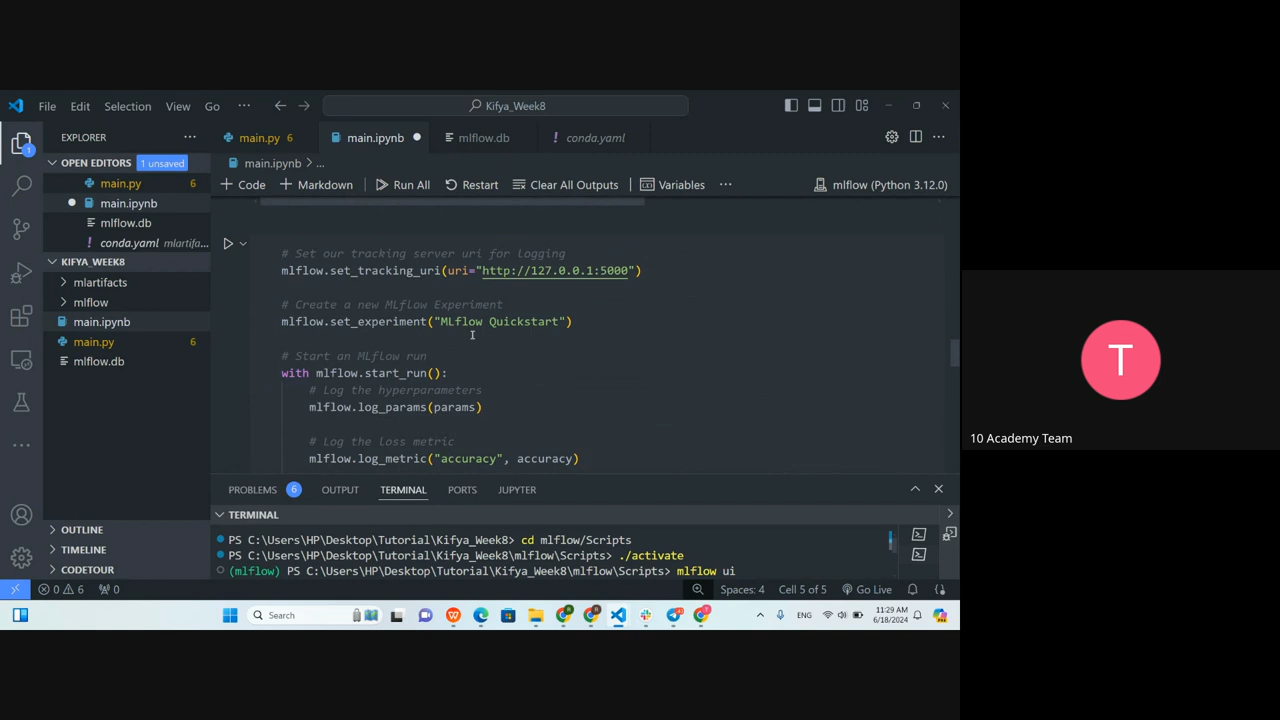 File Edit Selection View Go ··· Kifya_Week8
EXPLORER
main.py 6 main.ipynb mlflow.db ! conda.yaml
OPEN EDITORS 1 unsaved
main.py 6
main.ipynb
mlflow.db
! conda.yaml mlartifa...
KIFYA_WEEK8
mlartifacts
mlflow
main.ipynb
main.py 6
mlflow.db
OUTLINE
TIMELINE
CODETOUR
main.ipynb > ...
+ Code + Markdown Run All Restart Clear All Outputs Variables ··· mlflow (Python 3.12.0)
# Set our tracking server uri for logging
mlflow.set_tracking_uri(uri="http://127.0.0.1:5000")
# Create a new MLflow Experiment
mlflow.set_experiment("MLflow Quickstart")
# Start an MLflow run
with mlflow.start_run():
# Log the hyperparameters
mlflow.log_params(params)
# Log the loss metric
mlflow.log_metric("accuracy", accuracy)
PROBLEMS 6 OUTPUT TERMINAL PORTS JUPYTER
TERMINAL
PS C:\Users\HP\Desktop\Tutorial\Kifya_Week8> cd mlflow/Scripts
PS C:\Users\HP\Desktop\Tutorial\Kifya_Week8\mlflow\Scripts> ./activate
(mlflow) PS C:\Users\HP\Desktop\Tutorial\Kifya_Week8\mlflow\Scripts> mlflow ui
0 6 0 Spaces: 4 Cell 5 of 5 Go Live
Search ENG 11:29 AM
6/18/2024
T
10 Academy Team